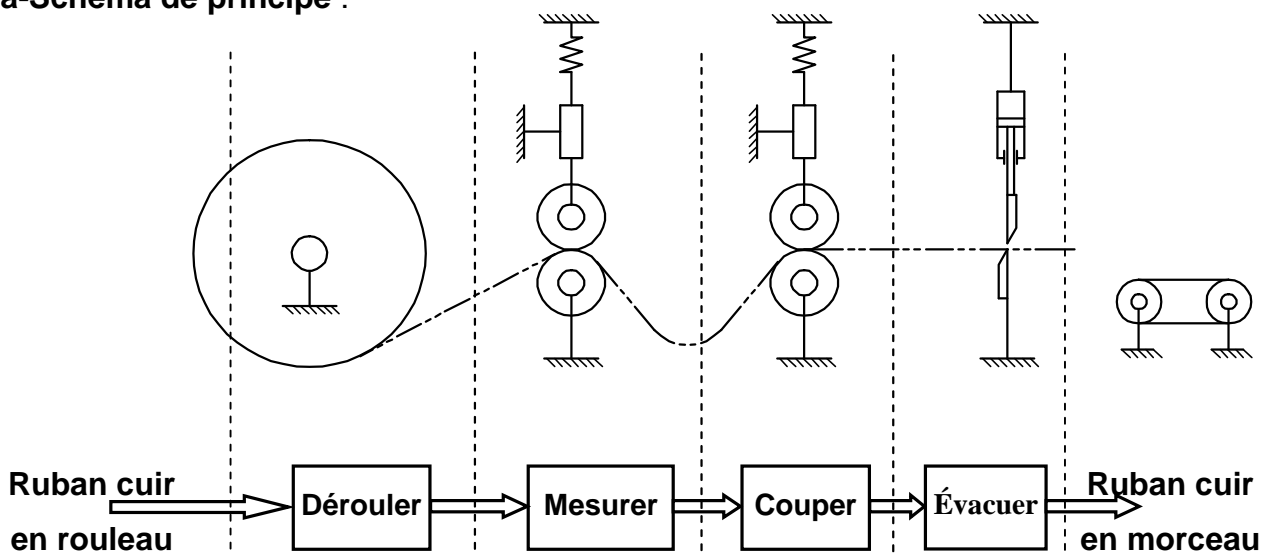 a-Schéma de principe :
Ruban cuir
en rouleau
Dérouler
Mesurer
Couper
Évacuer
Ruban cuir
en morceau